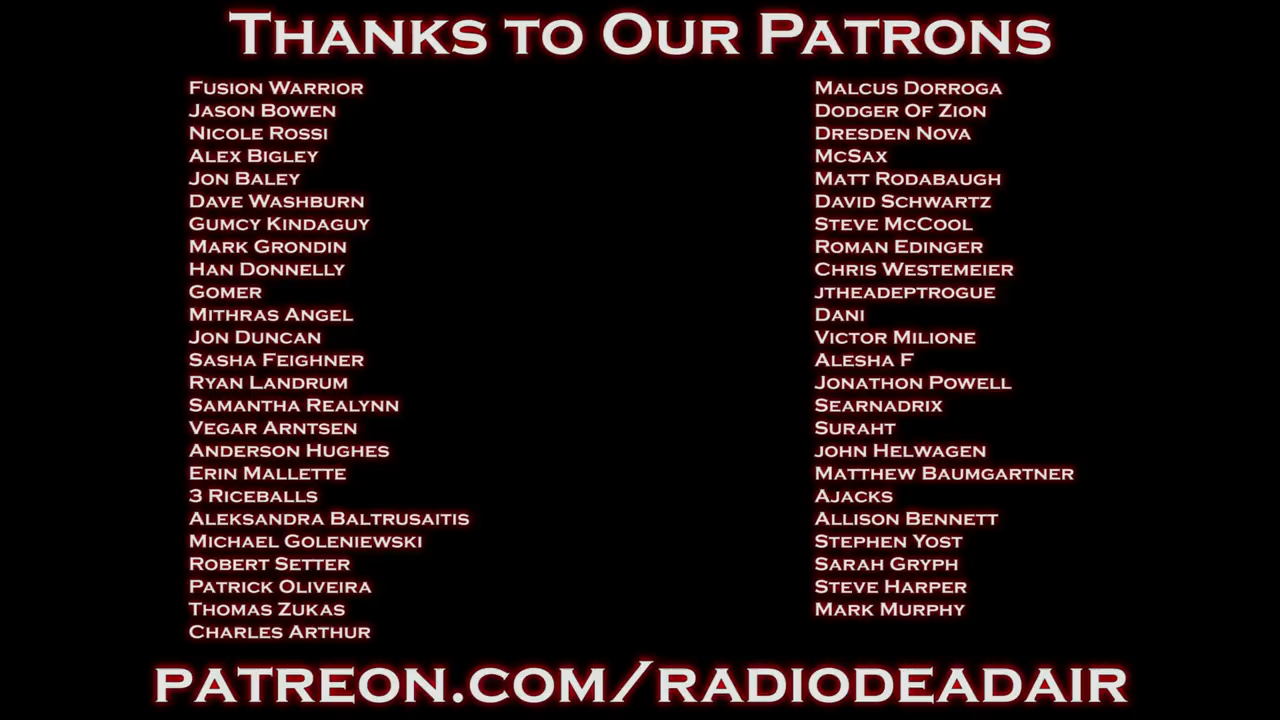 Thanks to Our Patrons
Fusion Warrior
Jason Bowen
Nicole Rossi
Alex Bigley
Jon Baley
Dave Washburn
Gumcy Kindaguy
Mark Grondin
Han Donnelly
Gomer
Mithras Angel
Jon Duncan
Sasha Feighner
Ryan Landrum
Samantha Realynn
Vegar Arntsen
Anderson Hughes
Erin Mallette
3 Riceballs
Aleksandra Baltrusaitis
Michael Goleniewski
Robert Setter
Patrick Oliveira
Thomas Zukas
Charles Arthur
Malcus Dorroga
Dodger Of Zion
Dresden Nova
McSax
Matt Rodabaugh
David Schwartz
Steve McCool
Roman Edinger
Chris Westemeier
jtheadeptrogue
Dani
Victor Milione
Alesha F
Jonathon Powell
Searnadrix
Suraht
john Helwagen
Matthew Baumgartner
Ajacks
Allison Bennett
Stephen Yost
Sarah Gryph
Steve Harper
Mark Murphy
patreon.com/radiodeadair